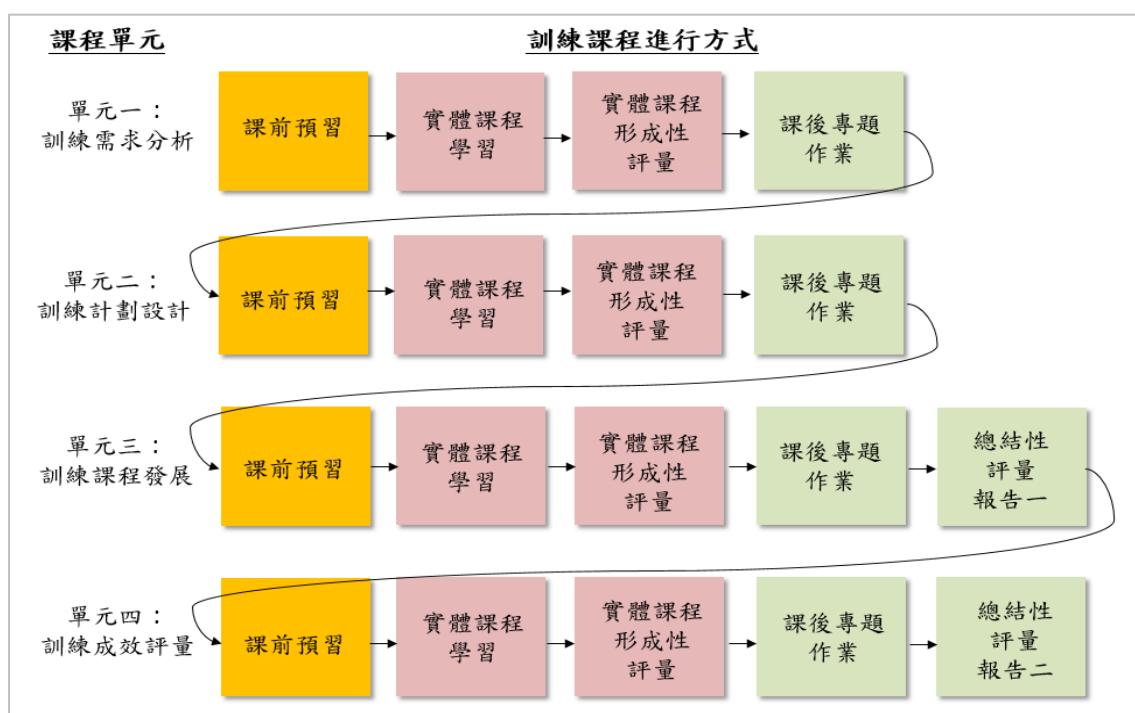 課程單元
訓練課程進行方式
單元一：
訓練需求分析
課前預習
實體課程
學習
實體課程
形成性
評量
課後專題
作業
單元二：
訓練計劃設計
課前預習
實體課程
學習
實體課程
形成性
評量
課後專題
作業
單元三：
訓練課程發展
課前預習
實體課程
學習
實體課程
形成性
評量
課後專題
作業
總結性
評量
報告一
單元四：
訓練成效評量
課前預習
實體課程
學習
實體課程
形成性
評量
課後專題
作業
總結性
評量
報告二